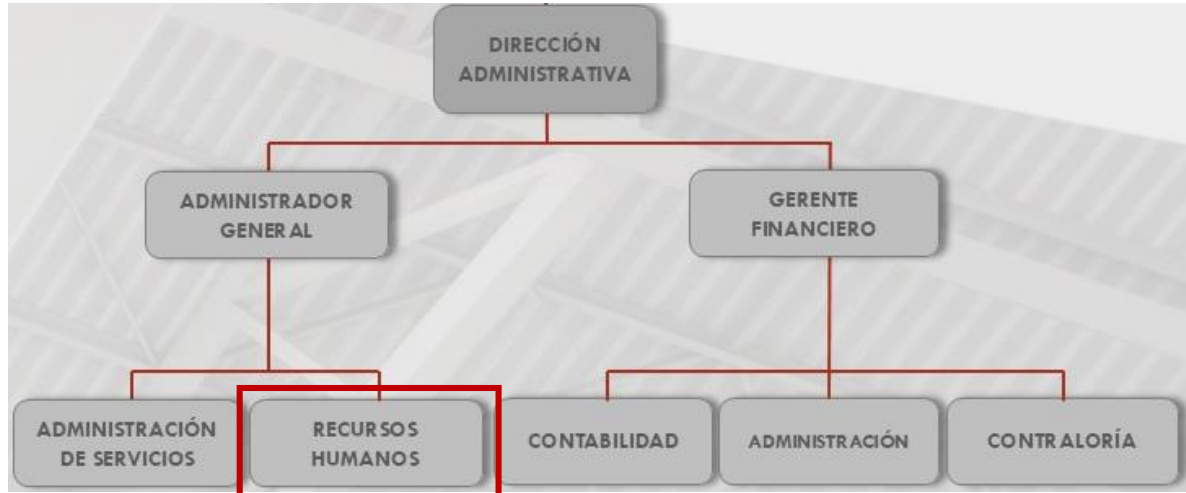 DIRECCIÓN
ADMINISTRATIVA
ADMINISTRADOR
GENERAL
GERENTE
FINANCIERO
ADMINISTRACIÓN
DE SERVICIOS
RECURSOS
HUMANOS
CONTABILIDAD
ADMINISTRACIÓN
CONTRALORÍA